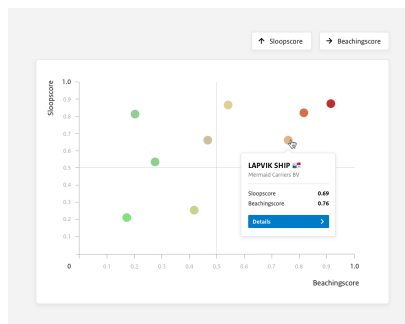 ↑ Sloopscore
→ Beachingscore
Sloopscore
1.0
0.9
0.8
0.7
0.6
0.5
0.4
0.3
0.2
0.1
LAPVIK SHIP
Mermaid Carriers BV
Sloopscore 0.69
Beachingscore 0.76
Details >
0 0.1 0.2 0.3 0.4 0.5 0.6 0.7 0.8 0.9 1.0
Beachingscore